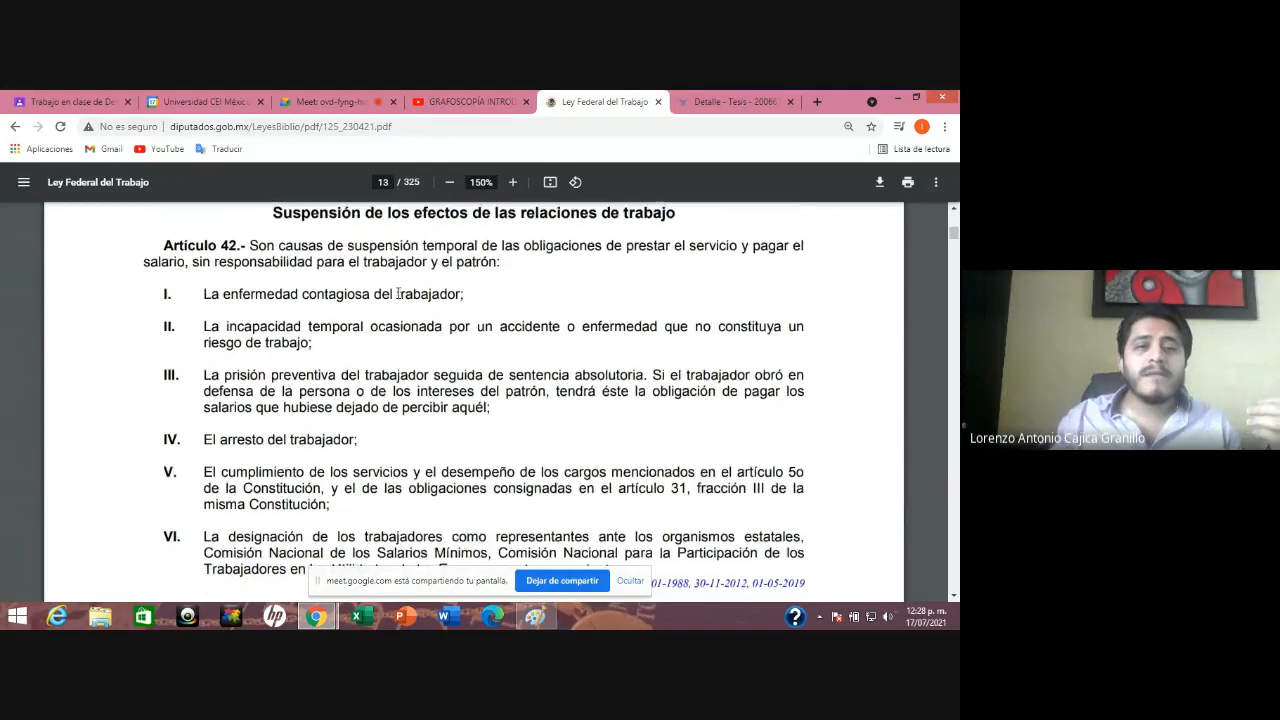 Trabajo en clase de De
Universidad CEI México
Meet: ovd-fyng-h
GRAFOSCOPÍA INTROD
Ley Federal del Trabajo
Detalle - Tesis - 20066
No es seguro
deputados.gob.mx/LeyesBiblio/pdf/125_230421.pdf
Aplicaciones
Gmail
YouTube
Traducir
Lista de lectura
Ley Federal del Trabajo
13 / 325
150%
Suspensión de los efectos de las relaciones de trabajo
Artículo 42.- Son causas de suspensión temporal de las obligaciones de prestar el servicio y pagar el
salario, sin responsabilidad para el trabajador y el patrón:
I. La enfermedad contagiosa del trabajador;
II. La incapacidad temporal ocasionada por un accidente o enfermedad que no constituya un
riesgo de trabajo;
III. La prisión preventiva del trabajador seguida de sentencia absolutoria. Si el trabajador obró en
defensa de la persona o de los intereses del patrón, tendrá éste la obligación de pagar los
salarios que hubiese dejado de percibir aquél;
IV. El arresto del trabajador;
V. El cumplimiento de los servicios y el desempeño de los cargos mencionados en el artículo 5o
de la Constitución, y el de las obligaciones consignadas en el artículo 31, fracción III de la
misma Constitución;
VI. La designación de los trabajadores como representantes ante los organismos estatales,
Comisión Nacional de los Salarios Mínimos, Comisión Nacional para la Participación de los
Trabajadores en
01-1988, 30-11-2012, 01-05-2019
meet.google.com está compartiendo tu pantalla.
Dejar de compartir
Ocultar
12:28 p. m.
17/07/2021
Lorenzo Antonio Cajica Granillo